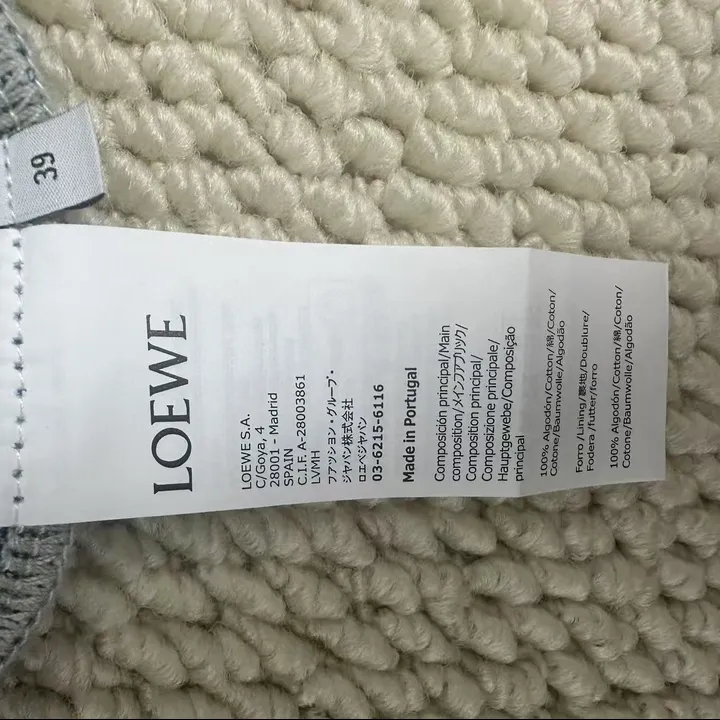 39
LOEWE
LOEWE S.A.
C/Goya, 4
28001 - Madrid
SPAIN
C.I.F. A-28003861
LVMH
ファッション・グループ・
ジャパン株式会社
ロエベジャパン
03-6215-6116
Made in Portugal
Composición principal/Main
composition/メインファブリック/
Composition principal/
Composizione principale/
Hauptgewebe/Composição
principal
100% Algodón/Cotton/綿/Coton/
Cotone/Baumwolle/Algodão
Forro /Lining/裏地/Doublure/
Fodera /futter/forro
100% Algodón/Cotton/綿/Coton/
Cotone/Baumwolle/Algodão